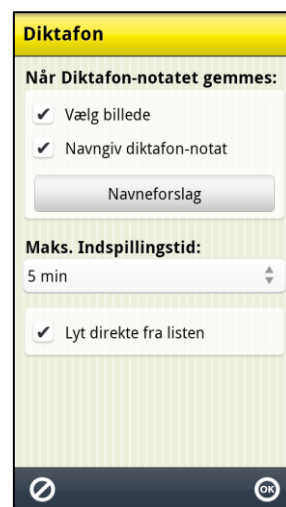 Diktafon
Når Diktafon-notatet gemmes:
Vælg billede
Navngiv diktafon-notat
Navneforslag
Maks. Indspillingstid:
5 min
Lyt direkte fra listen
OK